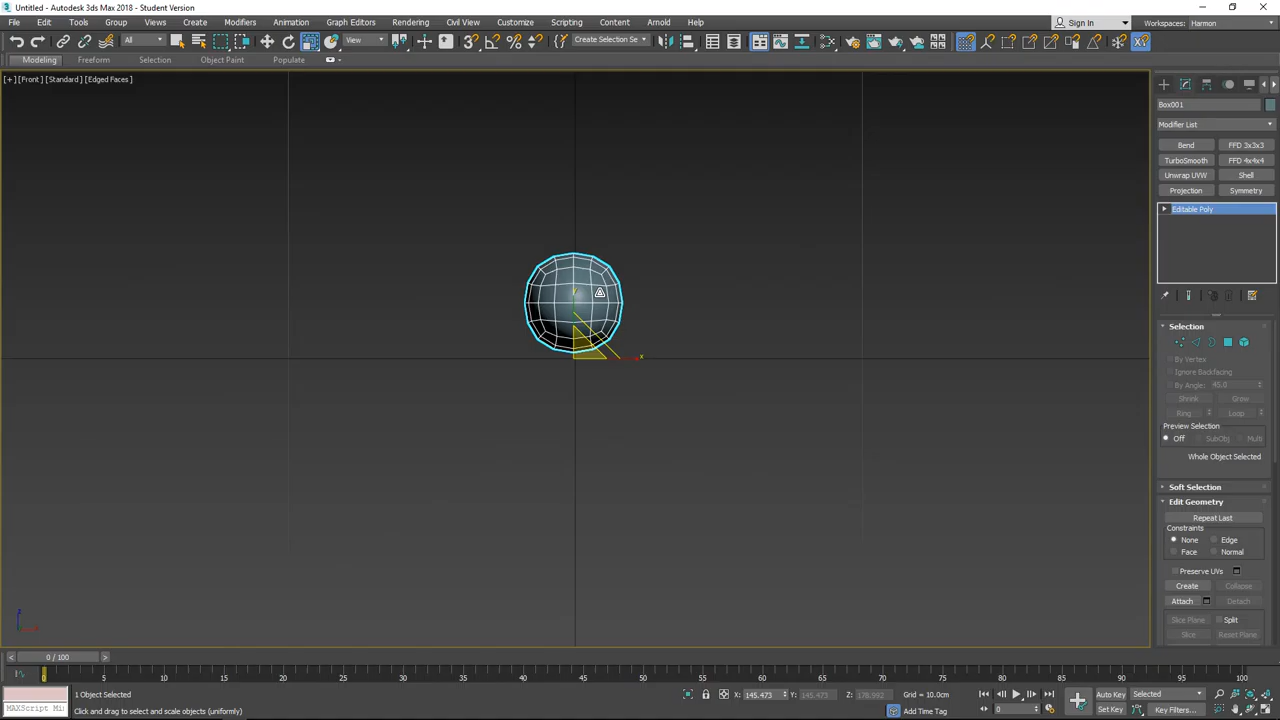 Untitled - Autodesk 3ds Max 2018 - Student Version
File Edit Tools Group Views Create Modifiers Animation Graph Editors Rendering Civil View Customize Scripting Content Arnold Help
Sign In Workspaces: Harmon
All View Create Selection Se
Modeling Freeform Selection Object Paint Populate
[+] [Front] [Standard] [Edged Faces]
Box001
Modifier List
Bend FFD 3x3x3
TurboSmooth FFD 4x4x4
Unwrap UVW Shell
Projection Symmetry
Editable Poly
Selection
By Vertex
Ignore Backfacing
By Angle: 45.0
Shrink Grow
Ring Loop
Preview Selection
Off SubObj Multi
Whole Object Selected
Soft Selection
Edit Geometry
Repeat Last
Constraints
None Edge
Face Normal
Preserve UVs
Create Collapse
Attach Detach
Slice Plane Split
Slice Reset Plane
y
x
z
0 / 100
0 5 10 15 20 25 30 35 40 45 50 55 60 65 70 75 80 85 90 95 100
1 Object Selected X: 145.473 Y: 145.473 Z: 178.992 Grid = 10.0cm Auto Key Selected
MAXScript Mi Click and drag to select and scale objects (uniformly) Add Time Tag 0 Set Key Key Filters...